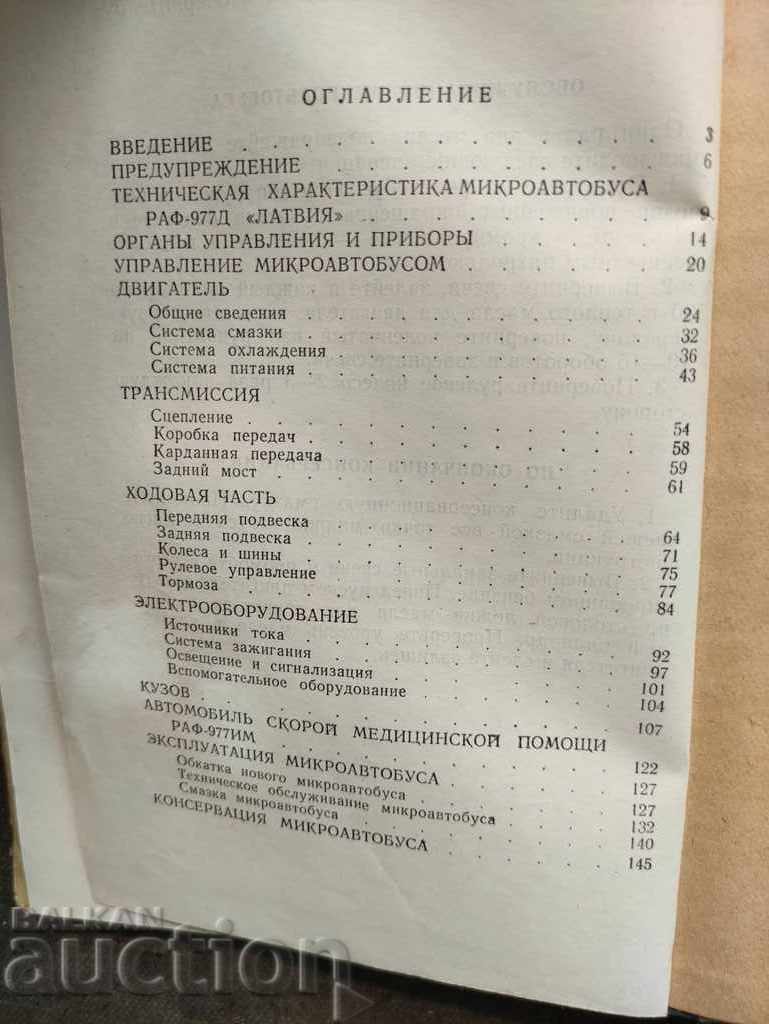 ОГЛАВЛЕНИЕ
ВВЕДЕНИЕ . . . . . . . . . . . . . 3
ПРЕДУПРЕЖДЕНИЕ . . . . . . . . . . . 6
ТЕХНИЧЕСКАЯ ХАРАКТЕРИСТИКА МИКРОАВТОБУСА
РАФ-977Д «ЛАТВИЯ» . . . . . . . . . . 9
ОРГАНЫ УПРАВЛЕНИЯ И ПРИБОРЫ . . . . . 14
УПРАВЛЕНИЕ МИКРОАВТОБУСОМ . . . . . . 20
ДВИГАТЕЛЬ
Общие сведения . . . . . . . . . . 24
Система смазки . . . . . . . . . . 32
Система охлаждения . . . . . . . . . 36
Система питания . . . . . . . . . . 43
ТРАНСМИССИЯ
Сцепление . . . . . . . . . . . 54
Коробка передач . . . . . . . . . . 58
Карданная передача . . . . . . . . . 59
Задний мост . . . . . . . . . . . 61
ХОДОВАЯ ЧАСТЬ
Передняя подвеска . . . . . . . . . 64
Задняя подвеска . . . . . . . . . . 71
Колеса и шины . . . . . . . . . . 75
Рулевое управление . . . . . . . . . 77
Тормоза . . . . . . . . . . . . 84
ЭЛЕКТРООБОРУДОВАНИЕ
Источники тока . . . . . . . . . . 92
Система зажигания . . . . . . . . . 97
Освещение и сигнализация . . . . . . . 101
Вспомогательное оборудование . . . . . . 104
КУЗОВ . . . . . . . . . . . . . 107
АВТОМОБИЛЬ СКОРОЙ МЕДИЦИНСКОЙ ПОМОЩИ
РАФ-977ИМ . . . . . . . . . . . 122
ЭКСПЛУАТАЦИЯ МИКРОАВТОБУСА . . . . . . 127
Обкатка нового микроавтобуса . . . . . . 127
Техническое обслуживание микроавтобуса . . . 132
Смазка микроавтобуса . . . . . . . . 140
КОНСЕРВАЦИЯ МИКРОАВТОБУСА . . . . . . 145
BALKAN
auction